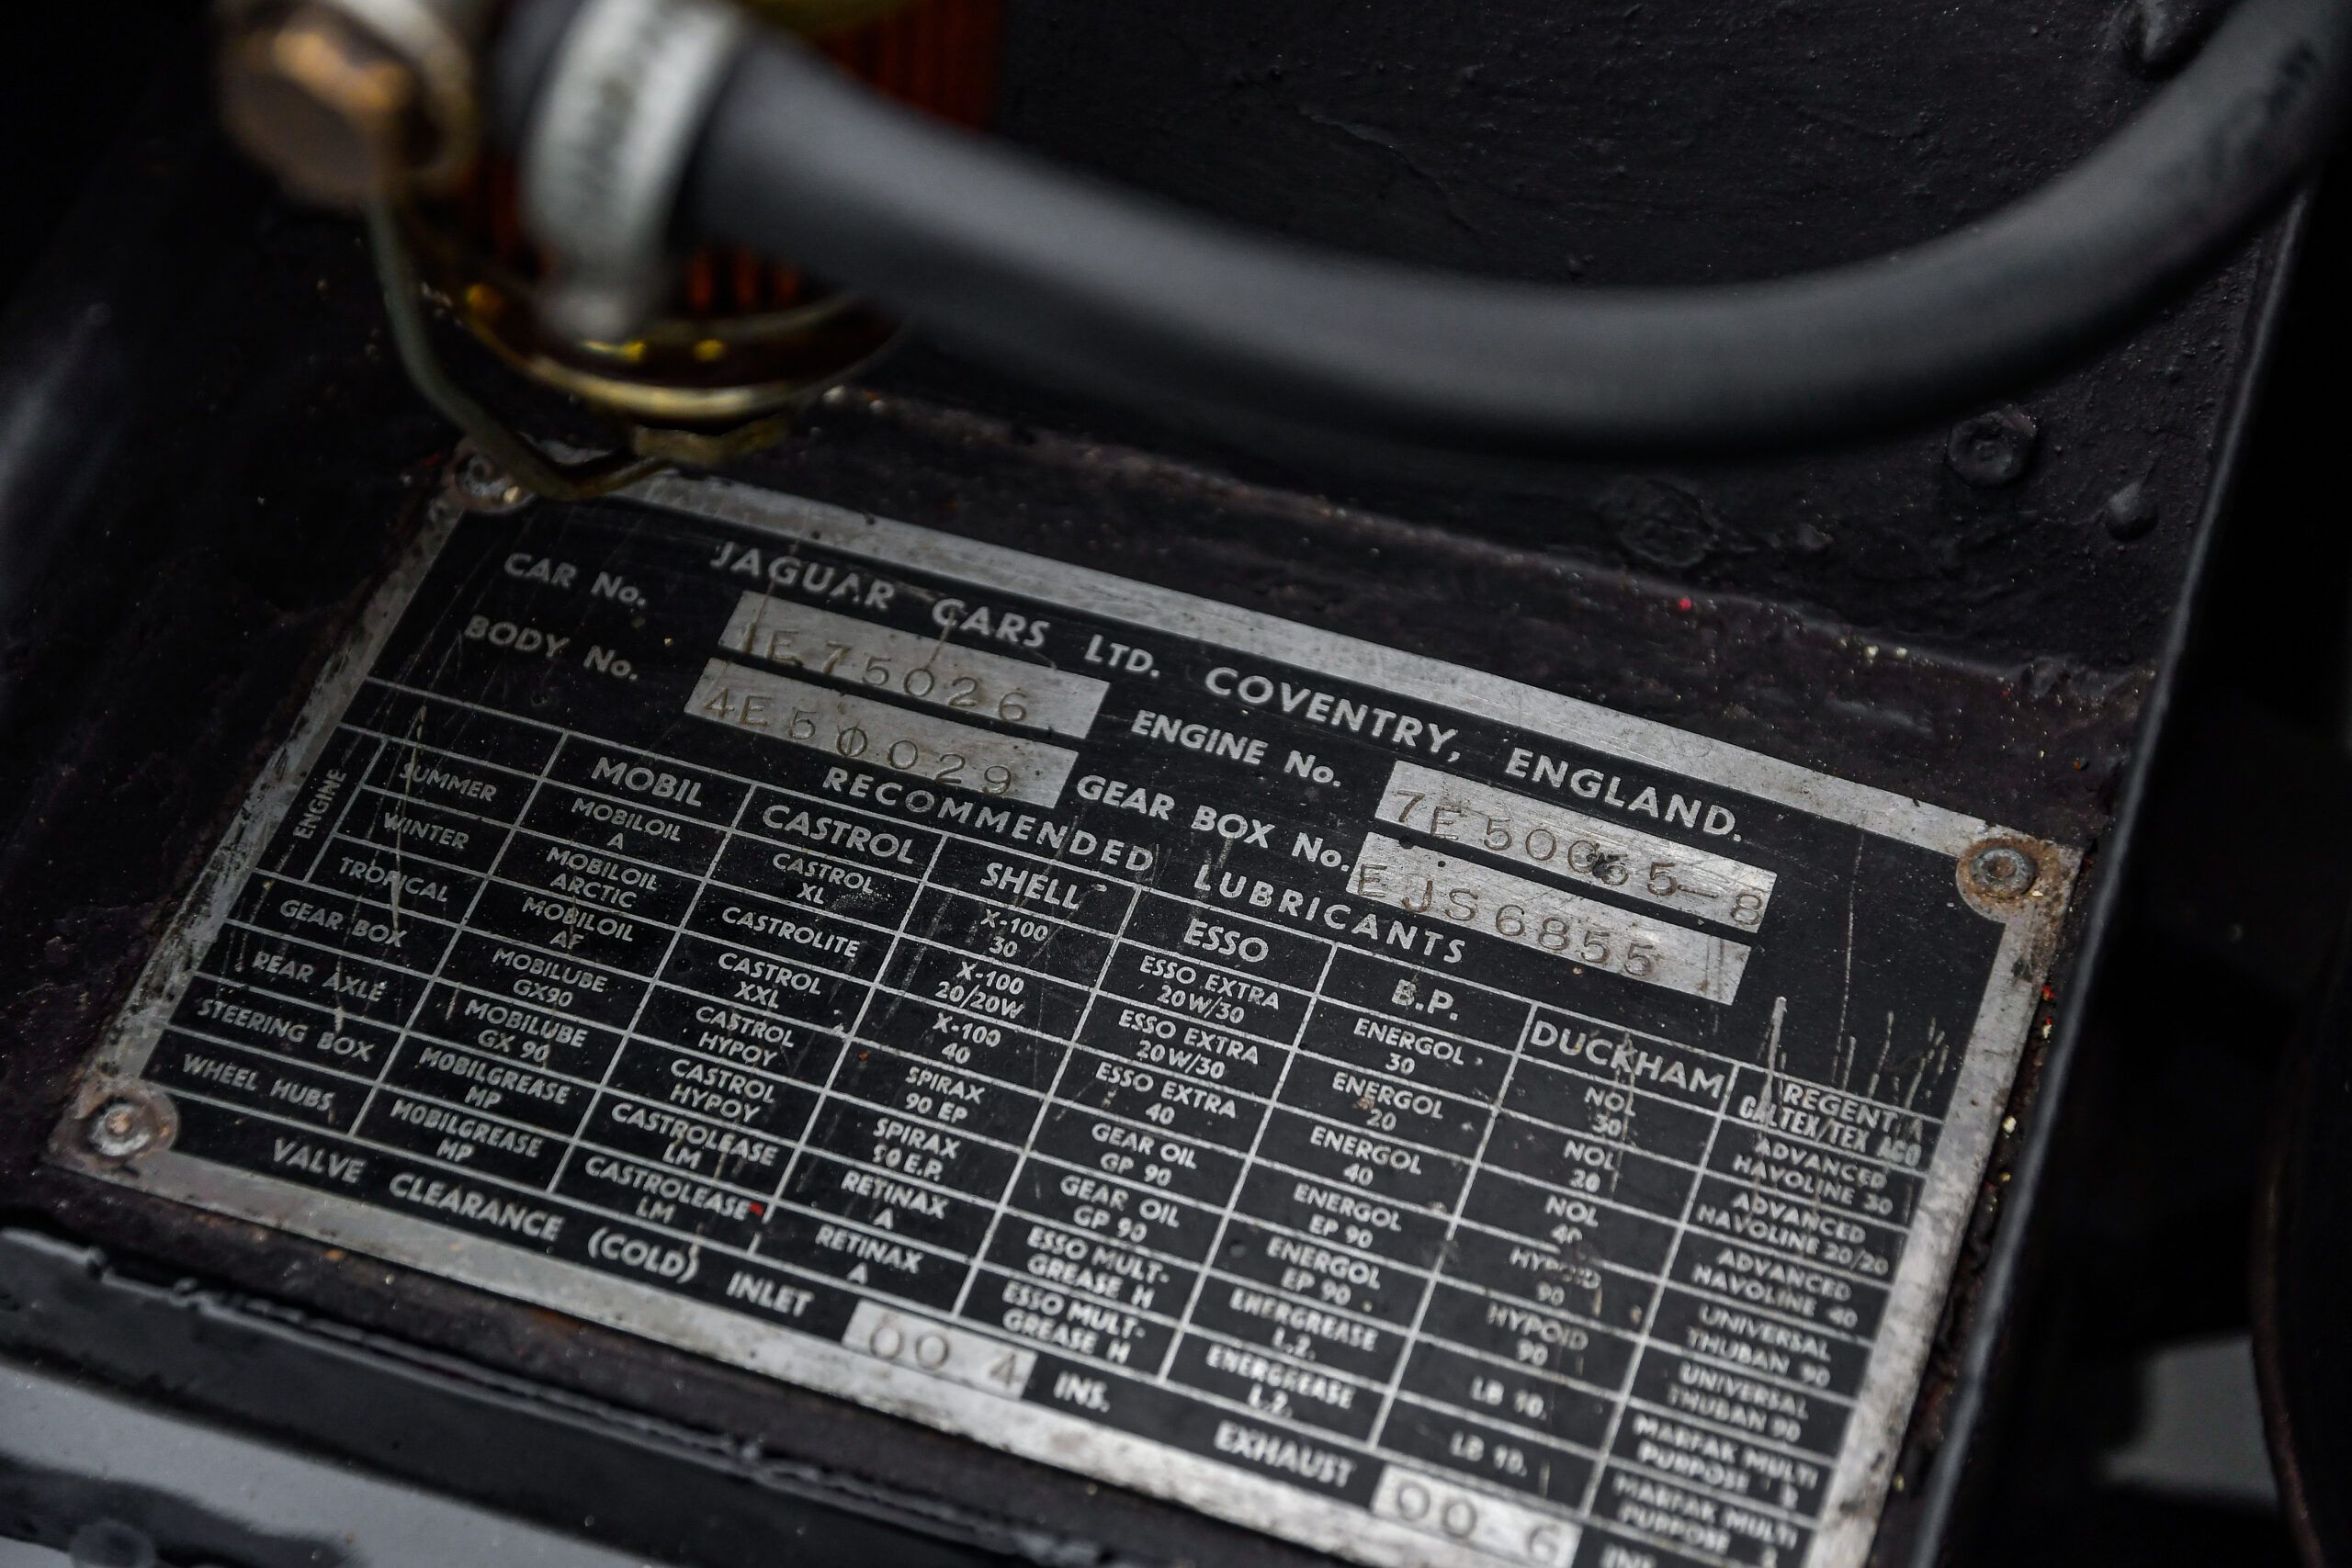 JAGUAR CARS LTD. COVENTRY, ENGLAND.
CAR No. 1E75026 ENGINE No. 7E50065-8
BODY No. 4E50029 GEAR BOX No. EJS6855
RECOMMENDED LUBRICANTS
MOBIL CASTROL SHELL ESSO B.P. DUCKHAM REGENT CALTEX/TEXACO
ENGINE
SUMMER MOBILOIL A CASTROL XL X-100 30 ESSO EXTRA 20W/30 ENERGOL 30 NOL 30 ADVANCED HAVOLINE 30
WINTER MOBILOIL ARCTIC CASTROLITE X-100 20/20W ESSO EXTRA 20W/30 ENERGOL 20 NOL 20 ADVANCED HAVOLINE 20/20
TROPICAL MOBILOIL AF CASTROL XXL X-100 40 ESSO EXTRA 40 ENERGOL 40 NOL 40 ADVANCED HAVOLINE 40
GEAR BOX MOBILUBE GX90 CASTROL HYPOY SPIRAX 90 EP GEAR OIL GP 90 ENERGOL EP 90 HYPOID 90 UNIVERSAL THUBAN 90
REAR AXLE MOBILUBE GX 90 CASTROL HYPOY SPIRAX 90 E.P. GEAR OIL GP 90 ENERGOL EP 90 HYPOID 90 UNIVERSAL THUBAN 90
STEERING BOX MOBILGREASE MP CASTROLEASE LM RETINAX A ESSO MULT-GREASE H ENERGREASE L.2. LB 10. MARFAK MULTI PURPOSE
WHEEL HUBS MOBILGREASE MP CASTROLEASE LM RETINAX A ESSO MULT-GREASE H ENERGREASE L.2. LB 10. MARFAK MULTI PURPOSE
VALVE CLEARANCE (COLD) INLET 00 4 INS. EXHAUST 00 6 INS.